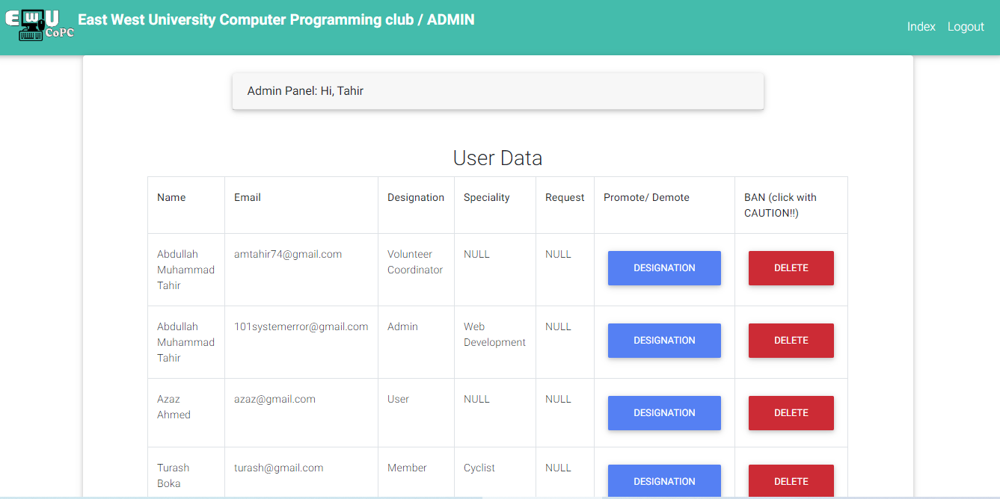 EWU
CoPC
East West University Computer Programming club / ADMIN
Index
Logout
Admin Panel: Hi, Tahir
User Data
Name
Email
Designation
Speciality
Request
Promote/ Demote
BAN (click with
CAUTION!!)
Abdullah
Muhammad
Tahir
amtahir74@gmail.com
Volunteer
Coordinator
NULL
NULL
DESIGNATION
DELETE
Abdullah
Muhammad
Tahir
101systemerror@gmail.com
Admin
Web
Development
NULL
DESIGNATION
DELETE
Azaz
Ahmed
azaz@gmail.com
User
NULL
NULL
DESIGNATION
DELETE
Turash
Boka
turash@gmail.com
Member
Cyclist
NULL
DESIGNATION
DELETE